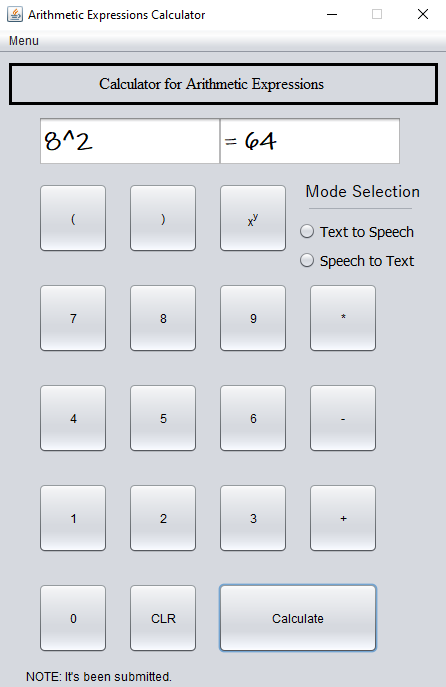 Arithmetic Expressions Calculator
Menu
Calculator for Arithmetic Expressions
8^2 = 64
( ) xʸ
Mode Selection
Text to Speech
Speech to Text
7 8 9 *
4 5 6 -
1 2 3 +
0 CLR Calculate
NOTE: It's been submitted.